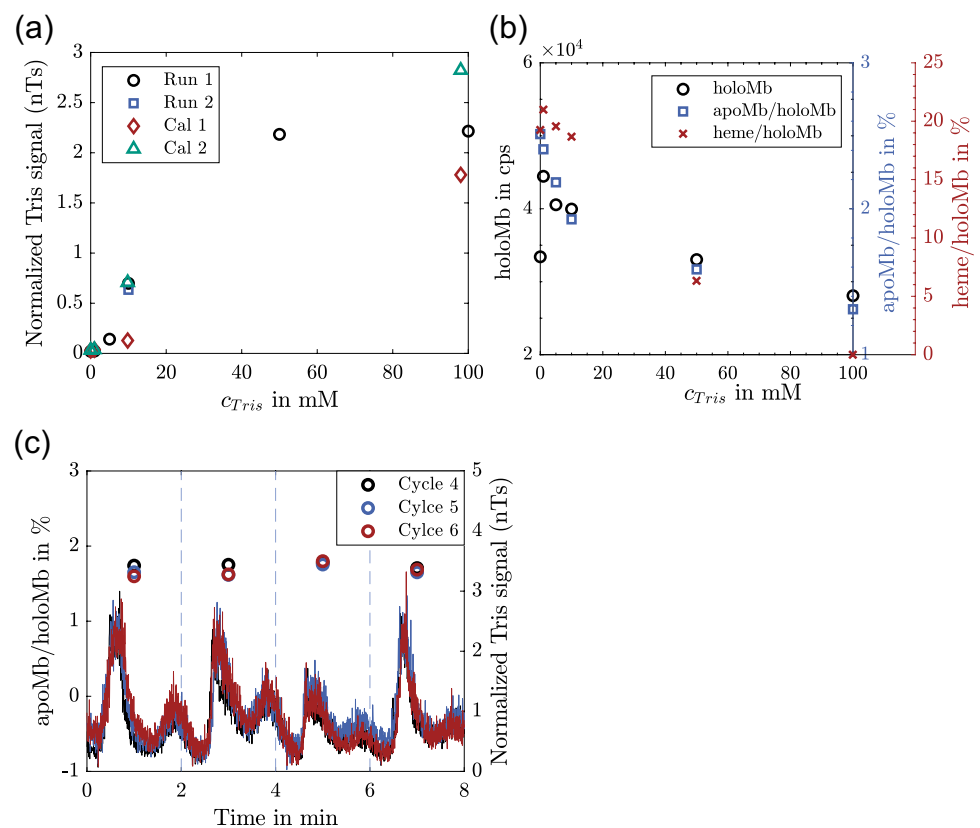 (a)
Normalized Tris signal (nTs)
3
2.5
2
1.5
1
0.5
0
Run 1
Run 2
Cal 1
Cal 2
0 20 40 60 80 100
c_Tris in mM
(b)
×10⁴
holoMb in cps
6
4
2
holoMb
apoMb/holoMb
heme/holoMb
0 20 40 60 80 100
c_Tris in mM
3
2
1
apoMb/holoMb in %
25
20
15
10
5
0
heme/holoMb in %
(c)
apoMb/holoMb in %
3
2
1
0
-1
Cycle 4
Cylce 5
Cylce 6
0 2 4 6 8
Time in min
5
4
3
2
1
0
Normalized Tris signal (nTs)